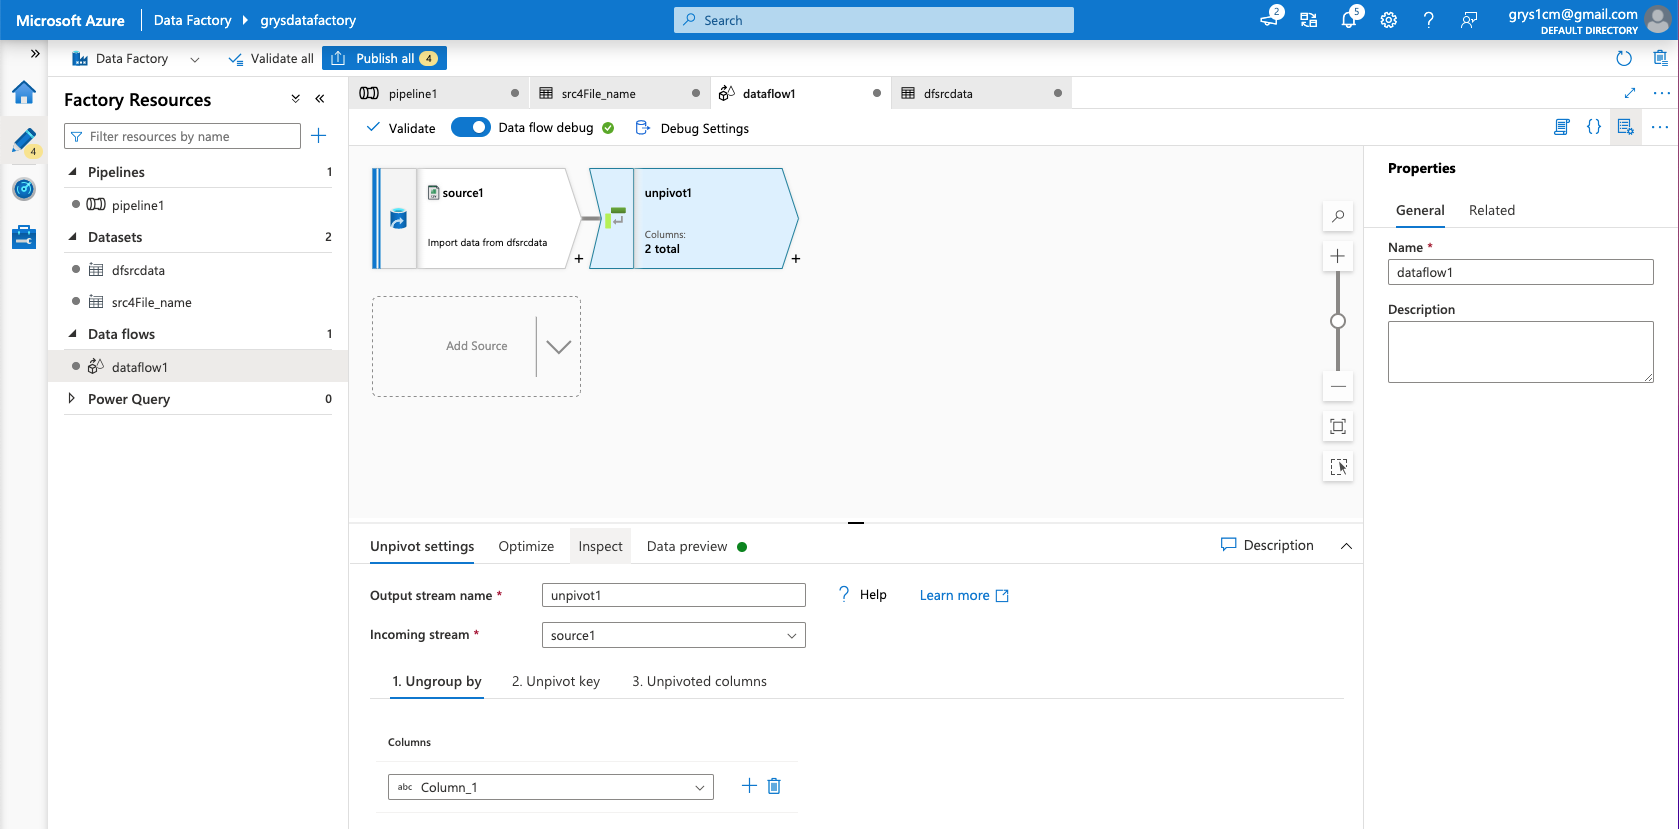 Microsoft Azure
Data Factory
grysdatafactory
Search
2
5
?
grys1cm@gmail.com
DEFAULT DIRECTORY
Data Factory
Validate all
Publish all 4
4
Factory Resources
Filter resources by name
Pipelines 1
pipeline1
Datasets 2
dfsrcdata
src4File_name
Data flows 1
dataflow1
Power Query 0
pipeline1
src4File_name
dataflow1
dfsrcdata
Validate
Data flow debug
Debug Settings
{}
source1
Import data from dfsrcdata
+
unpivot1
Columns:
2 total
+
Add Source
Properties
General
Related
Name *
dataflow1
Description
Unpivot settings
Optimize
Inspect
Data preview
Description
Output stream name *
unpivot1
? Help
Learn more
Incoming stream *
source1
1. Ungroup by
2. Unpivot key
3. Unpivoted columns
Columns
abc Column_1